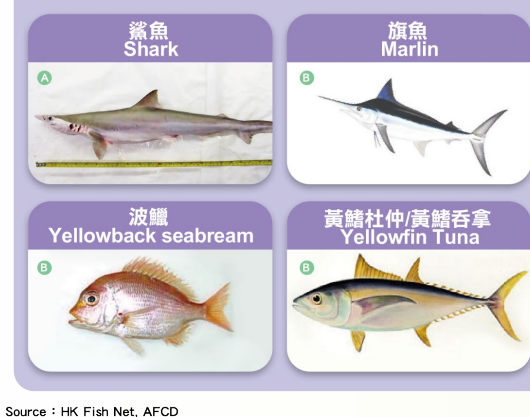 鯊魚
Shark
A
旗魚
Marlin
B
波鱲
Yellowback seabream
B
黃鰭杜仲/黃鰭吞拿
Yellowfin Tuna
B
Source：HK Fish Net, AFCD